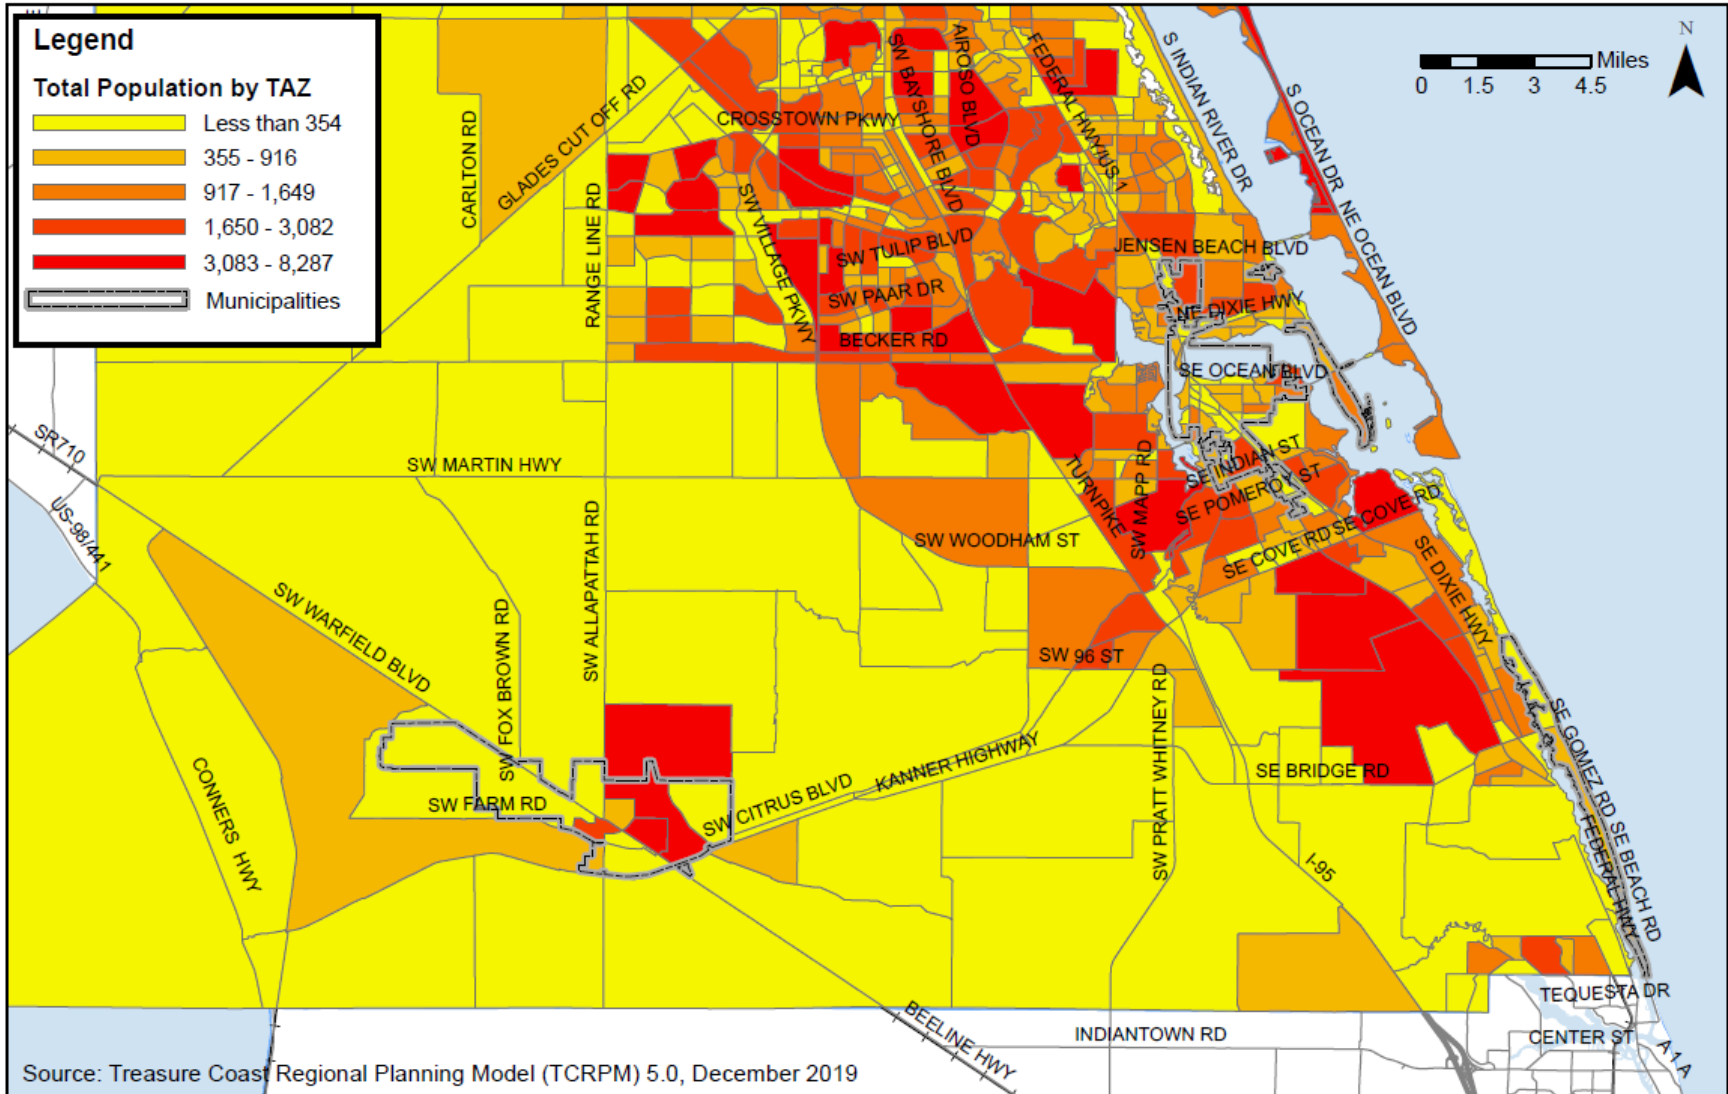 Legend
Total Population by TAZ
Less than 354
355 - 916
917 - 1,649
1,650 - 3,082
3,083 - 8,287
Municipalities
N
Miles
0 1.5 3 4.5
S INDIAN RIVER DR
S OCEAN DR
NE OCEAN BLVD
FEDERAL HWY/US 1
AIROSO BLVD
SW BAYSHORE BLVD
CROSSTOWN PKWY
CARLTON RD
GLADES CUT OFF RD
RANGE LINE RD
SW VILLAGE PKWY
SW TULIP BLVD
SW PAAR DR
BECKER RD
JENSEN BEACH BLVD
NE DIXIE HWY
SE OCEAN BLVD
SR710
US-98/441
SW MARTIN HWY
SW ALLAPATTAH RD
SW FOX BROWN RD
SW WARFIELD BLVD
CONNERS HWY
SW FARM RD
SW CITRUS BLVD
KANNER HIGHWAY
SW WOODHAM ST
TURNPIKE
SW MAPP RD
SE INDIAN ST
SE POMEROY ST
SE COVE RD
SE COVE RD
SE DIXIE HWY
SW 96 ST
SW PRATT WHITNEY RD
SE BRIDGE RD
I-95
SE GOMEZ RD
SE BEACH RD
FEDERAL HWY
TEQUESTA DR
CENTER ST
A 1 A
INDIANTOWN RD
BEELINE HWY
Source: Treasure Coast Regional Planning Model (TCRPM) 5.0, December 2019